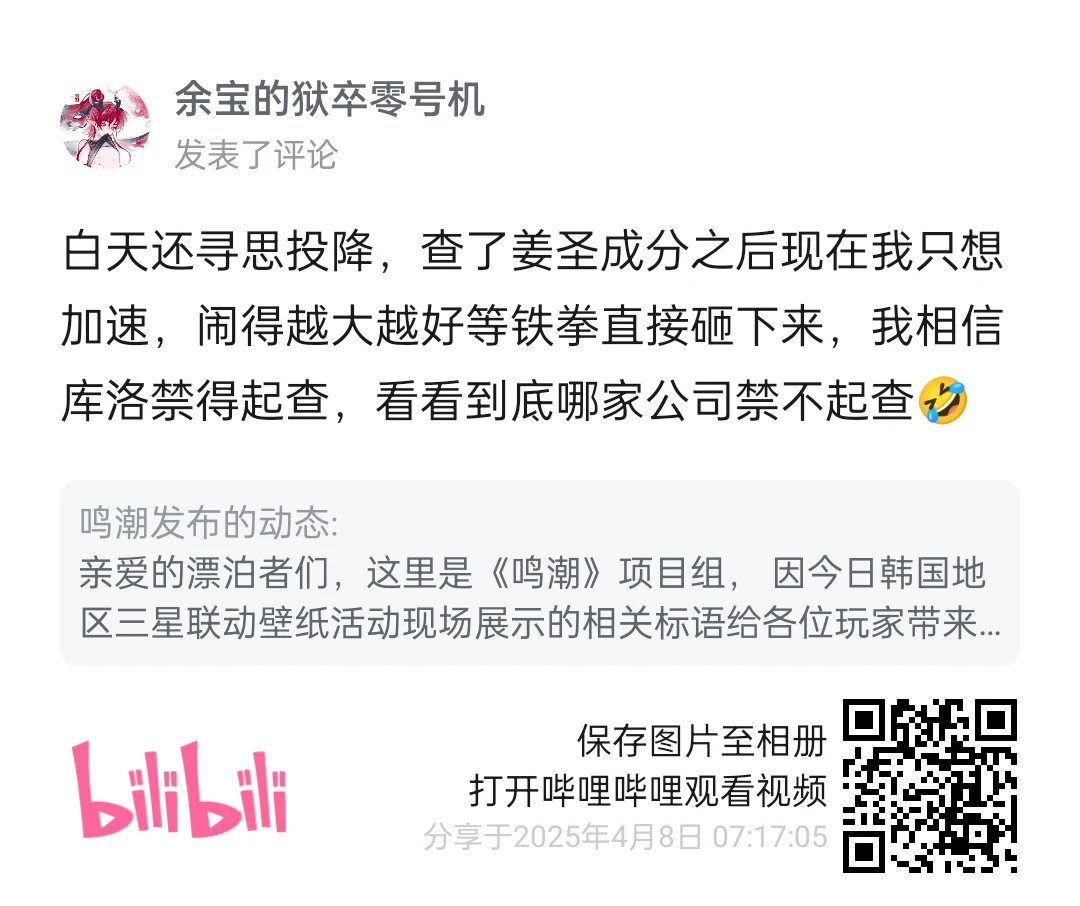 余宝的狱卒零号机
发表了评论
白天还寻思投降，查了姜圣成分之后现在我只想
加速，闹得越大越好等铁拳直接砸下来，我相信
库洛禁得起查，看看到底哪家公司禁不起查🤣
鸣潮发布的动态:
亲爱的漂泊者们，这里是《鸣潮》项目组， 因今日韩国地
区三星联动壁纸活动现场展示的相关标语给各位玩家带来...
bilibili
保存图片至相册
打开哔哩哔哩观看视频
分享于2025年4月8日 07:17:05